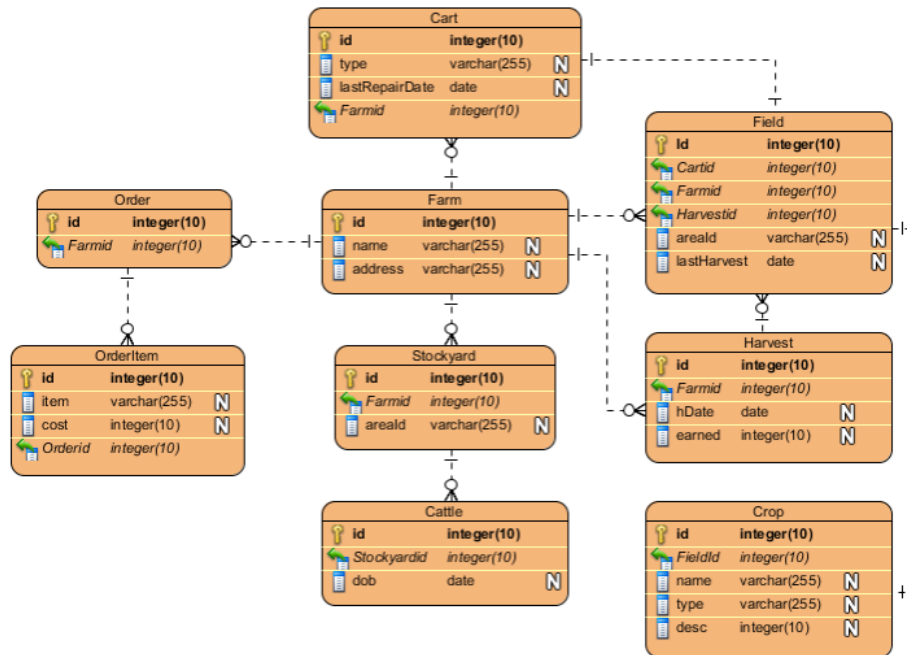 Cart
id integer(10)
type varchar(255) N
lastRepairDate date N
Farmid integer(10)
Field
Id integer(10)
Cartid integer(10)
Farmid integer(10)
Harvestid integer(10)
areaId varchar(255) N
lastHarvest date N
Order
id integer(10)
Farmid integer(10)
Farm
id integer(10)
name varchar(255) N
address varchar(255) N
OrderItem
id integer(10)
item varchar(255) N
cost integer(10) N
Orderid integer(10)
Stockyard
id integer(10)
Farmid integer(10)
areaId varchar(255) N
Harvest
id integer(10)
Farmid integer(10)
hDate date N
earned integer(10) N
Cattle
id integer(10)
Stockyardid integer(10)
dob date N
Crop
id integer(10)
FieldId integer(10)
name varchar(255) N
type varchar(255) N
desc integer(10) N